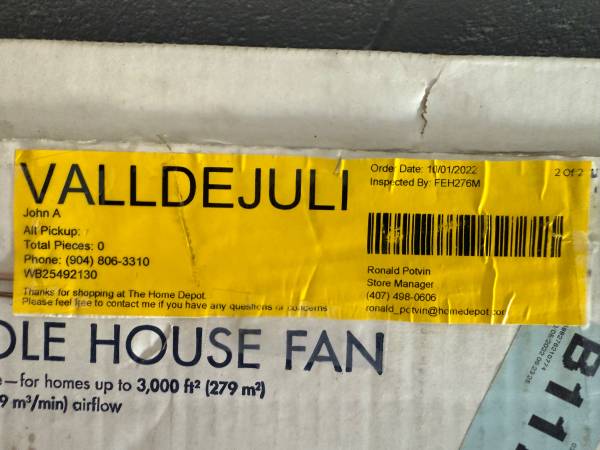 VALLDEJULI
John A
Alt Pickup:
Total Pieces: 0
Phone: (904) 806-3310
WB25492130
Thanks for shopping at The Home Depot.
Please feel free to contact me if you have any questions or concerns
Order Date: 10/01/2022
Inspected By: FEH276M
2 Of 2
Ronald Potvin
Store Manager
(407) 498-0606
ronald_potvin@homedepot.com
OLE HOUSE FAN
—for homes up to 3,000 ft² (279 m²)
9 m³/min) airflow
B11